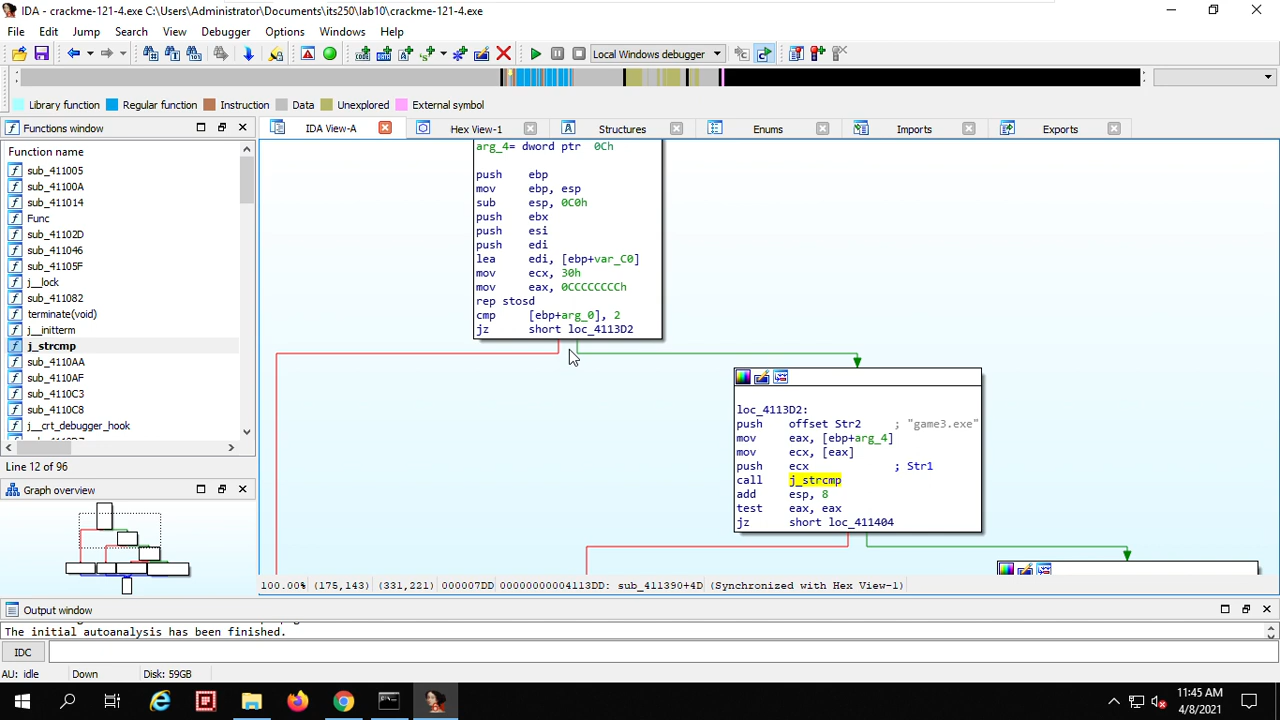 IDA - crackme-121-4.exe C:\Users\Administrator\Documents\its250\lab10\crackme-121-4.exe
File Edit Jump Search View Debugger Options Windows Help
Local Windows debugger
Library function Regular function Instruction Data Unexplored External symbol
Functions window
IDA View-A Hex View-1 Structures Enums Imports Exports
Function name
sub_411005
sub_41100A
sub_411014
Func
sub_41102D
sub_411046
sub_41105F
j__lock
sub_411082
terminate(void)
j__initterm
j_strcmp
sub_4110AA
sub_4110AF
sub_4110C3
sub_4110C8
j__crt_debugger_hook
Line 12 of 96
Graph overview
arg_4= dword ptr 0Ch
push ebp
mov ebp, esp
sub esp, 0C0h
push ebx
push esi
push edi
lea edi, [ebp+var_C0]
mov ecx, 30h
mov eax, 0CCCCCCCCh
rep stosd
cmp [ebp+arg_0], 2
jz short loc_4113D2
loc_4113D2:
push offset Str2 ; "game3.exe"
mov eax, [ebp+arg_4]
mov ecx, [eax]
push ecx ; Str1
call j_strcmp
add esp, 8
test eax, eax
jz short loc_411404
100.00% (175,143) (331,221) 000007DD 00000000004113DD: sub_411390+4D (Synchronized with Hex View-1)
Output window
The initial autoanalysis has been finished.
IDC
AU: idle Down Disk: 59GB
11:45 AM
4/8/2021